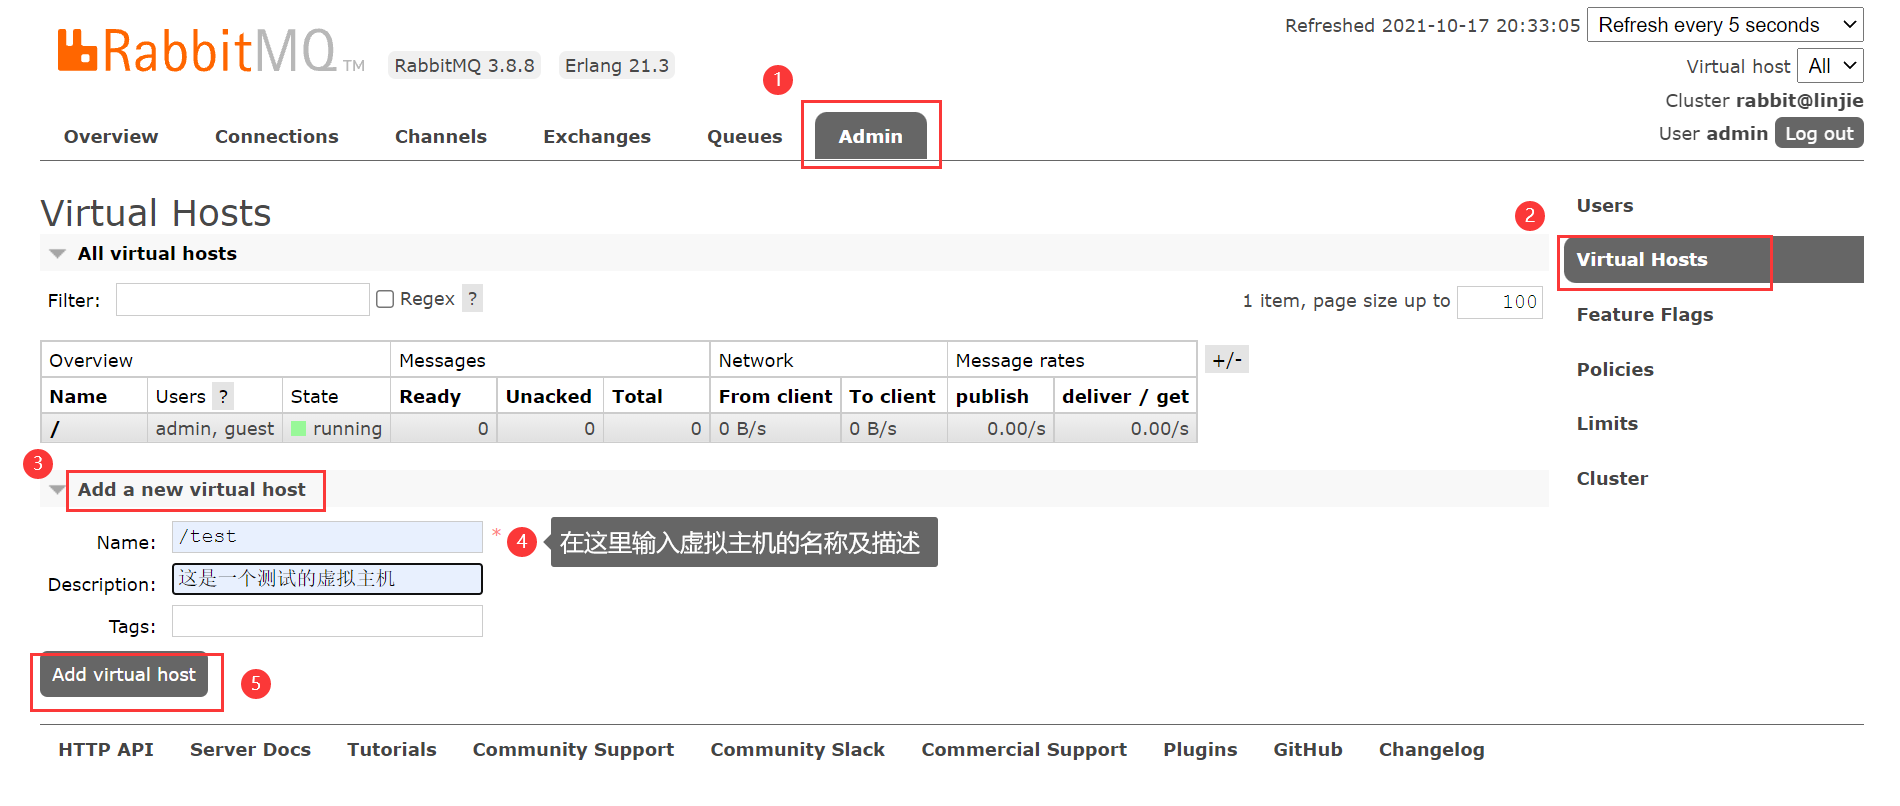 Refreshed 2021-10-17 20:33:05 Refresh every 5 seconds
RabbitMQ TM RabbitMQ 3.8.8 Erlang 21.3
Virtual host All
Cluster rabbit@linjie
User admin Log out
1
Overview Connections Channels Exchanges Queues Admin
Virtual Hosts
All virtual hosts
Filter: Regex ? 1 item, page size up to 100
Overview Messages Network Message rates +/-
Name Users ? State Ready Unacked Total From client To client publish deliver / get
/ admin, guest running 0 0 0 0 B/s 0 B/s 0.00/s 0.00/s
3
Add a new virtual host
Name: /test * 4 在这里输入虚拟主机的名称及描述
Description: 这是一个测试的虚拟主机
Tags:
Add virtual host 5
2
Users
Virtual Hosts
Feature Flags
Policies
Limits
Cluster
HTTP API Server Docs Tutorials Community Support Community Slack Commercial Support Plugins GitHub Changelog